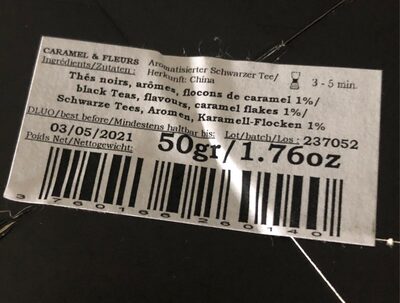 CARAMEL & FLEURS Aromatisierter Schwarzer Tee/
Ingrédients/Zutaten : Herkunft: China 3 - 5 min.
Thés noirs, arômes, flocons de caramel 1%/
black Teas, flavours, caramel flakes 1%/
Schwarze Tees, Aromen, Karamell-Flocken 1%
DLUO/best before/Mindestens haltbar bis: Lot/batch/Los : 237052
03/05/2021
Poids Net/Nettogewicht: 50gr/1.76oz
3760166260140